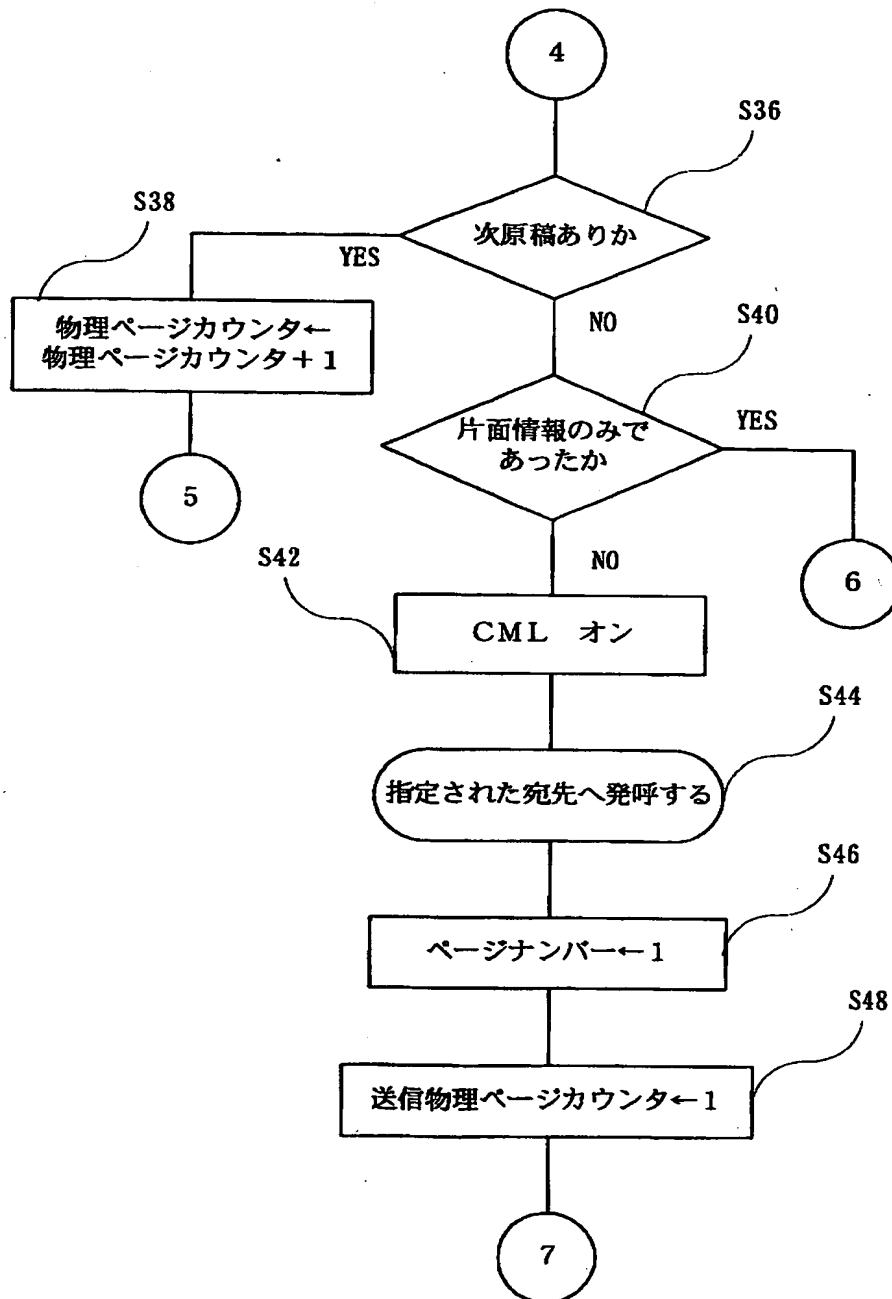 4
S36
次原稿ありか
YES
S38
物理ページカウンタ←
物理ページカウンタ+1
5
NO
S40
片面情報のみで
あったか
YES
6
NO
S42
CML オン
S44
指定された宛先へ発呼する
S46
ページナンバー←1
S48
送信物理ページカウンタ←1
7